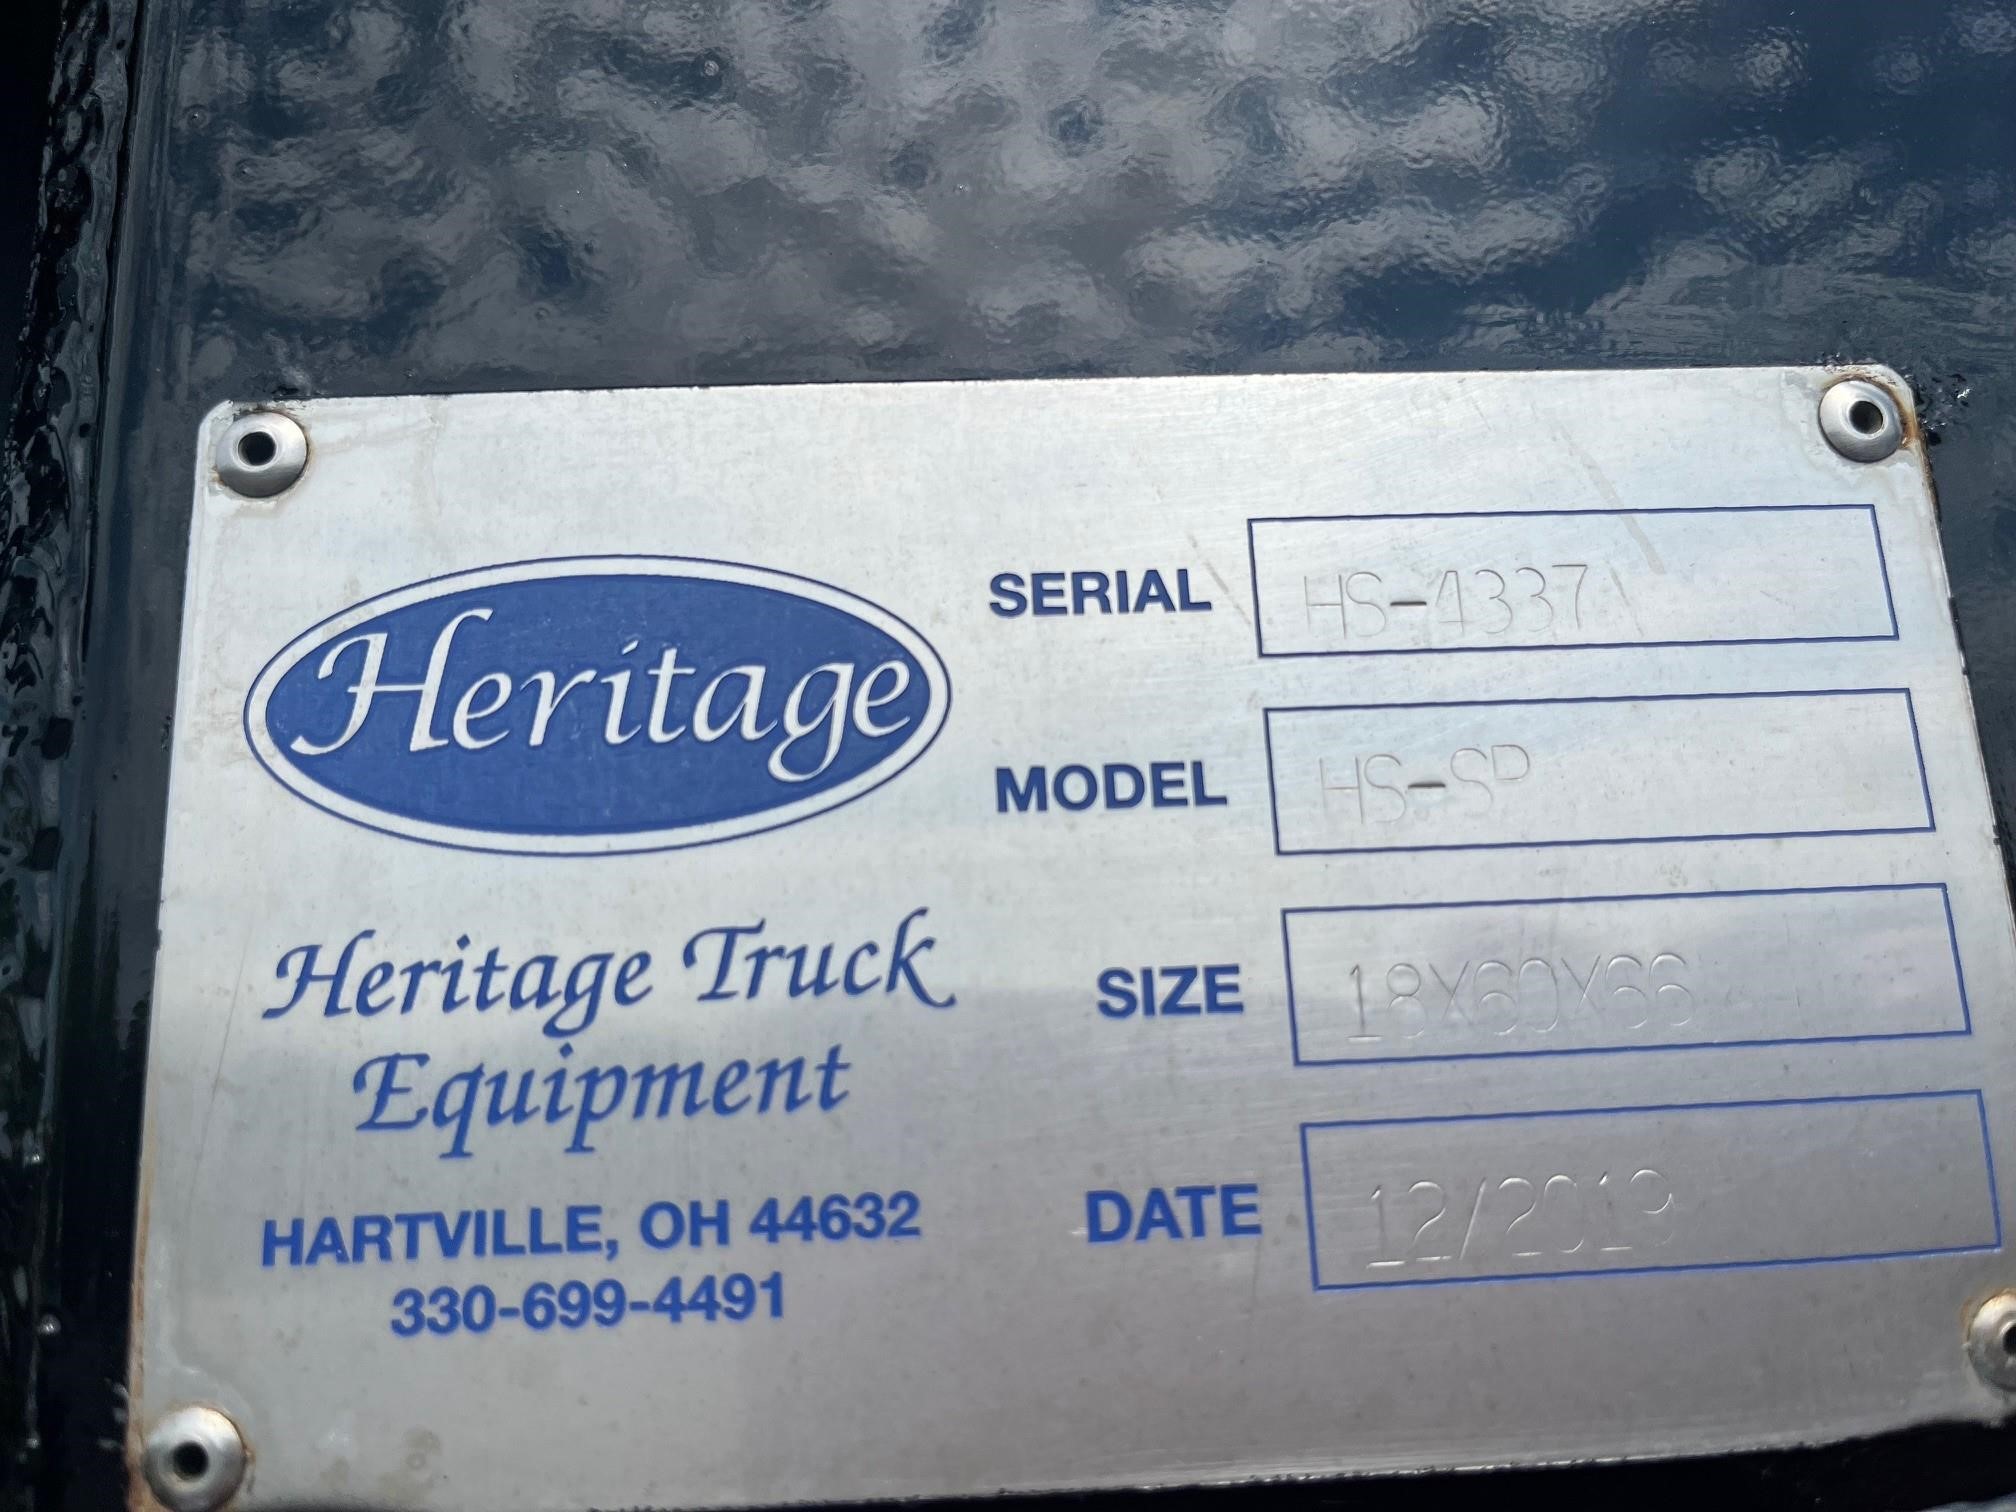 Heritage
Heritage Truck
Equipment
HARTVILLE, OH 44632
330-699-4491
SERIAL HS-4337
MODEL HS-SP
SIZE 18X60X66
DATE 12/2019